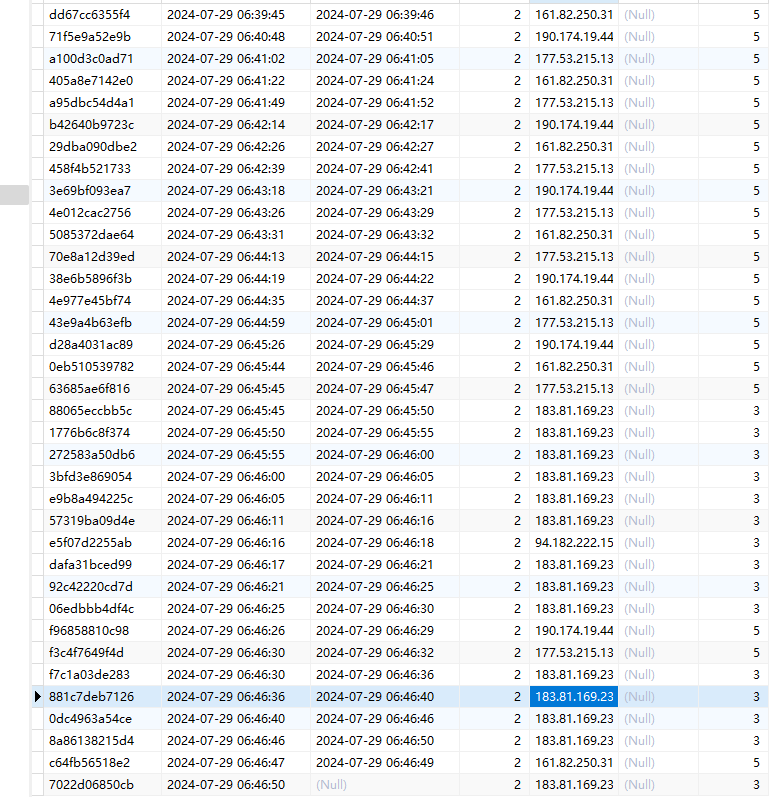 dd67cc6355f4 2024-07-29 06:39:45 2024-07-29 06:39:46 2 161.82.250.31 (Null) 5
71f5e9a52e9b 2024-07-29 06:40:48 2024-07-29 06:40:51 2 190.174.19.44 (Null) 5
a100d3c0ad71 2024-07-29 06:41:02 2024-07-29 06:41:05 2 177.53.215.13 (Null) 5
405a8e7142e0 2024-07-29 06:41:22 2024-07-29 06:41:24 2 161.82.250.31 (Null) 5
a95dbc54d4a1 2024-07-29 06:41:49 2024-07-29 06:41:52 2 177.53.215.13 (Null) 5
b42640b9723c 2024-07-29 06:42:14 2024-07-29 06:42:17 2 190.174.19.44 (Null) 5
29dba090dbe2 2024-07-29 06:42:26 2024-07-29 06:42:27 2 161.82.250.31 (Null) 5
458f4b521733 2024-07-29 06:42:39 2024-07-29 06:42:41 2 177.53.215.13 (Null) 5
3e69bf093ea7 2024-07-29 06:43:18 2024-07-29 06:43:21 2 190.174.19.44 (Null) 5
4e012cac2756 2024-07-29 06:43:26 2024-07-29 06:43:29 2 177.53.215.13 (Null) 5
5085372dae64 2024-07-29 06:43:31 2024-07-29 06:43:32 2 161.82.250.31 (Null) 5
70e8a12d39ed 2024-07-29 06:44:13 2024-07-29 06:44:15 2 177.53.215.13 (Null) 5
38e6b5896f3b 2024-07-29 06:44:19 2024-07-29 06:44:22 2 190.174.19.44 (Null) 5
4e977e45bf74 2024-07-29 06:44:35 2024-07-29 06:44:37 2 161.82.250.31 (Null) 5
43e9a4b63efb 2024-07-29 06:44:59 2024-07-29 06:45:01 2 177.53.215.13 (Null) 5
d28a4031ac89 2024-07-29 06:45:26 2024-07-29 06:45:29 2 190.174.19.44 (Null) 5
0eb510539782 2024-07-29 06:45:44 2024-07-29 06:45:46 2 161.82.250.31 (Null) 5
63685ae6f816 2024-07-29 06:45:45 2024-07-29 06:45:47 2 177.53.215.13 (Null) 5
88065eccbb5c 2024-07-29 06:45:45 2024-07-29 06:45:50 2 183.81.169.23 (Null) 3
1776b6c8f374 2024-07-29 06:45:50 2024-07-29 06:45:55 2 183.81.169.23 (Null) 3
272583a50db6 2024-07-29 06:45:55 2024-07-29 06:46:00 2 183.81.169.23 (Null) 3
3bfd3e869054 2024-07-29 06:46:00 2024-07-29 06:46:05 2 183.81.169.23 (Null) 3
e9b8a494225c 2024-07-29 06:46:05 2024-07-29 06:46:11 2 183.81.169.23 (Null) 3
57319ba09d4e 2024-07-29 06:46:11 2024-07-29 06:46:16 2 183.81.169.23 (Null) 3
e5f07d2255ab 2024-07-29 06:46:16 2024-07-29 06:46:18 2 94.182.222.15 (Null) 3
dafa31bced99 2024-07-29 06:46:17 2024-07-29 06:46:21 2 183.81.169.23 (Null) 3
92c42220cd7d 2024-07-29 06:46:21 2024-07-29 06:46:25 2 183.81.169.23 (Null) 3
06edbbb4df4c 2024-07-29 06:46:25 2024-07-29 06:46:30 2 183.81.169.23 (Null) 3
f96858810c98 2024-07-29 06:46:26 2024-07-29 06:46:29 2 190.174.19.44 (Null) 5
f3c4f7649f4d 2024-07-29 06:46:30 2024-07-29 06:46:32 2 177.53.215.13 (Null) 5
f7c1a03de283 2024-07-29 06:46:30 2024-07-29 06:46:36 2 183.81.169.23 (Null) 3
881c7deb7126 2024-07-29 06:46:36 2024-07-29 06:46:40 2 183.81.169.23 (Null) 3
0dc4963a54ce 2024-07-29 06:46:40 2024-07-29 06:46:46 2 183.81.169.23 (Null) 3
8a86138215d4 2024-07-29 06:46:46 2024-07-29 06:46:50 2 183.81.169.23 (Null) 3
c64fb56518e2 2024-07-29 06:46:47 2024-07-29 06:46:49 2 161.82.250.31 (Null) 5
7022d06850cb 2024-07-29 06:46:50 (Null) 2 183.81.169.23 (Null) 3